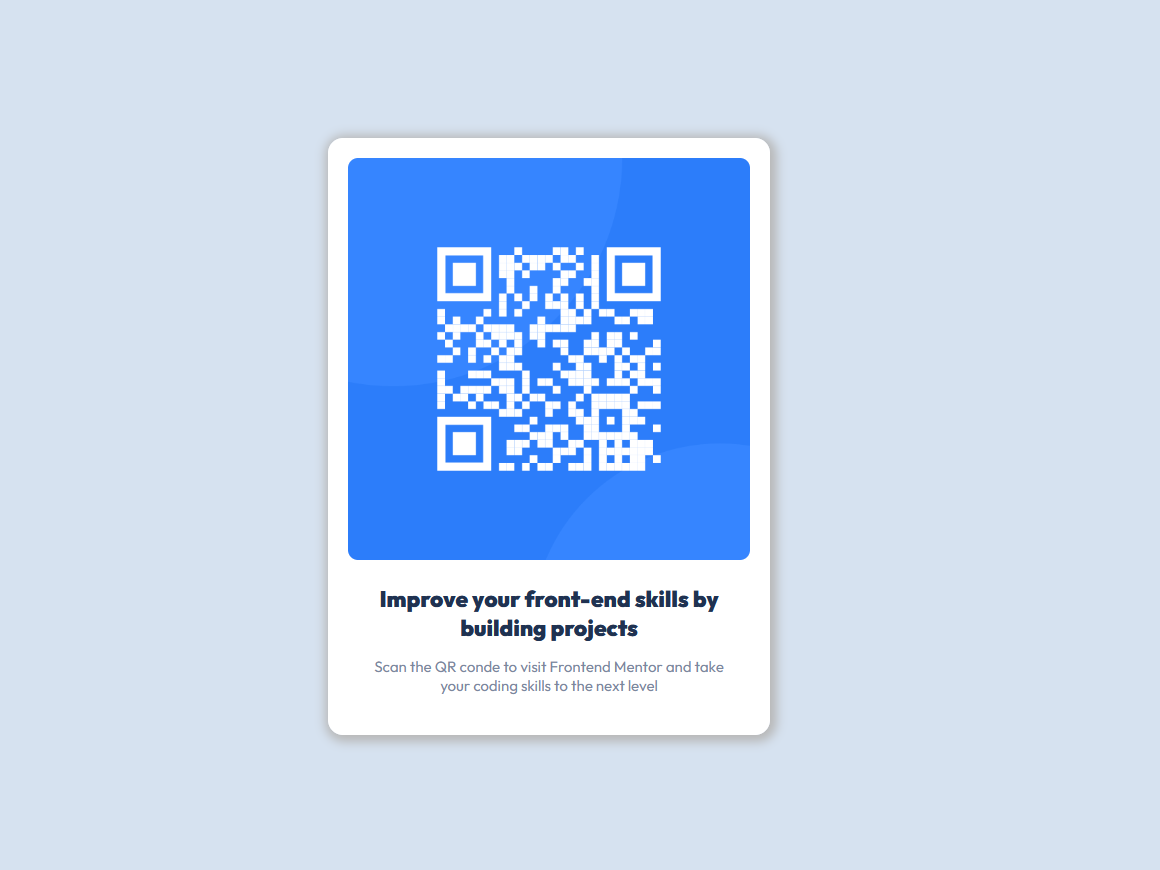 Improve your front-end skills by
building projects
Scan the QR conde to visit Frontend Mentor and take
your coding skills to the next level